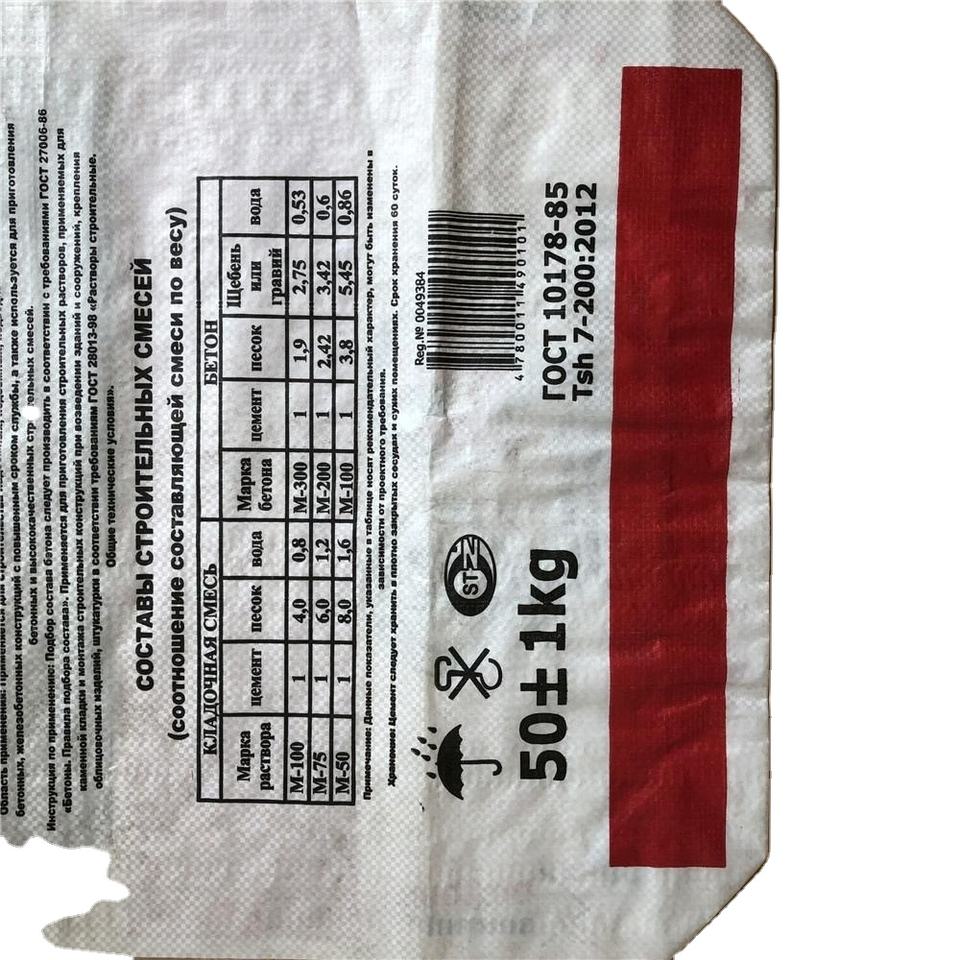 Область применения: Применяется для строительства
бетонных, железобетонных конструкций с повышенным сроком службы, а также используется для приготовления
бетонных и высококачественных смесей.
Инструкция по применению: Подбор состава бетона следует производить в соответствии с требованиями ГОСТ 27006-86
«Бетоны. Правила подбора состава». Применяется для приготовления строительных растворов, применяемых для
каменной кладки и монтажа строительных конструкций при возведении зданий и сооружений, крепления
облицовочных изделий, штукатурки в соответствии требованиям ГОСТ 28013-98 «Растворы строительные.
Общие технические условия».
СОСТАВЫ СТРОИТЕЛЬНЫХ СМЕСЕЙ
(соотношение составляющей смеси по весу)
КЛАДОЧНАЯ СМЕСЬ БЕТОН
Марка раствора цемент песок вода Марка бетона цемент песок Щебень или гравий вода
М-100 1 4,0 0,8 М-300 1 1,9 2,75 0,53
М-75 1 6,0 1,2 М-200 1 2,42 3,42 0,6
М-50 1 8,0 1,6 М-100 1 3,8 5,45 0,86
Примечание: Данные показатели, указанные в таблице носят рекомендательный характер, могут быть изменены в
зависимости от проектного требования.
Хранение: Цемент следует хранить в плотно закрытых сосудах и сухих помещениях. Срок хранения 60 суток.
Reg.№ 0049384
4780011490101
ST
50±1kg
ГОСТ 10178-85
Tsh 7-200:2012